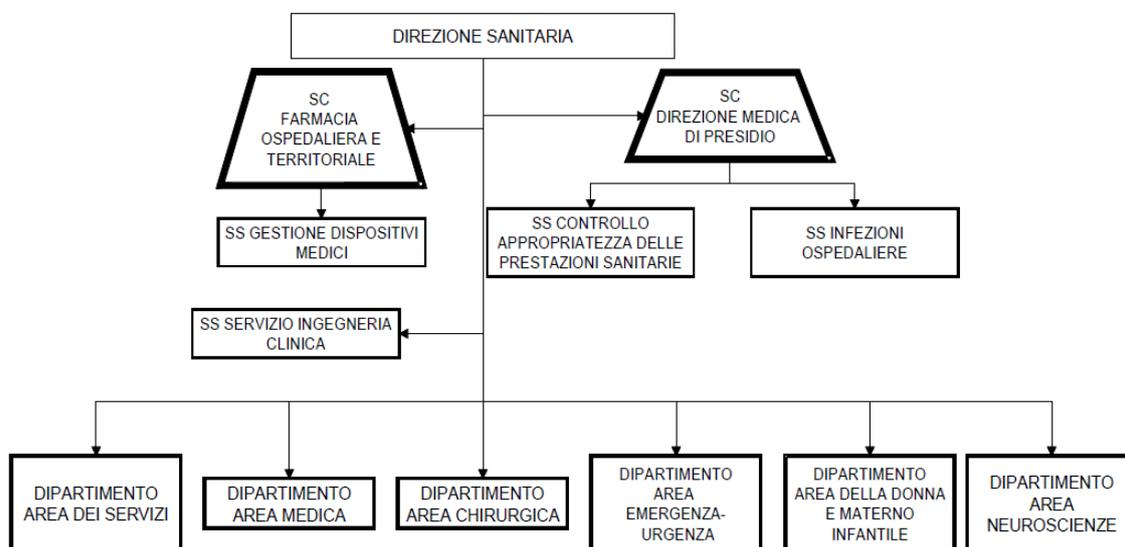 DIREZIONE SANITARIA
SC
FARMACIA
OSPEDALIERA E
TERRITORIALE
SC
DIREZIONE MEDICA
DI PRESIDIO
SS GESTIONE DISPOSITIVI
MEDICI
SS CONTROLLO
APPROPRIATEZZA DELLE
PRESTAZIONI SANITARIE
SS INFEZIONI
OSPEDALIERE
SS SERVIZIO INGEGNERIA
CLINICA
DIPARTIMENTO
AREA DEI SERVIZI
DIPARTIMENTO
AREA MEDICA
DIPARTIMENTO
AREA CHIRURGICA
DIPARTIMENTO
AREA
EMERGENZA-
URGENZA
DIPARTIMENTO
AREA DELLA DONNA
E MATERNO
INFANTILE
DIPARTIMENTO
AREA
NEUROSCIENZE